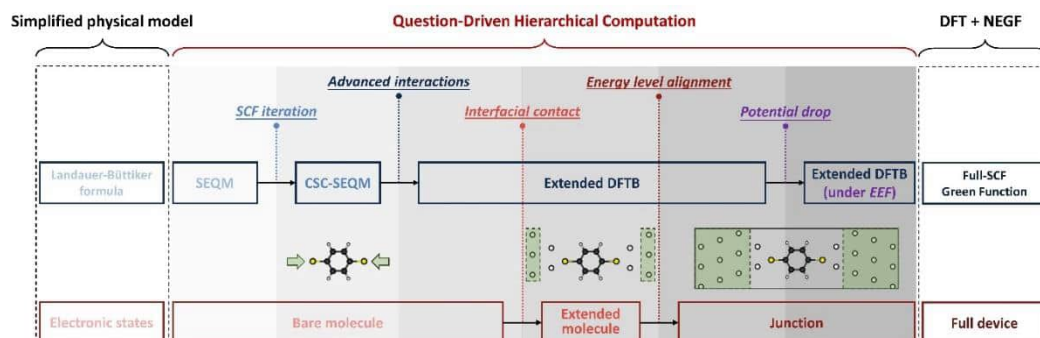 Simplified physical model
Question-Driven Hierarchical Computation
DFT + NEGF
Advanced interactions
Energy level alignment
SCF iteration
Interfacial contact
Potential drop
Landauer-Büttiker
formula
SEQM
CSC-SEQM
Extended DFTB
Extended DFTB
(under EEF)
Full-SCF
Green Function
Electronic states
Bare molecule
Extended
molecule
Junction
Full device